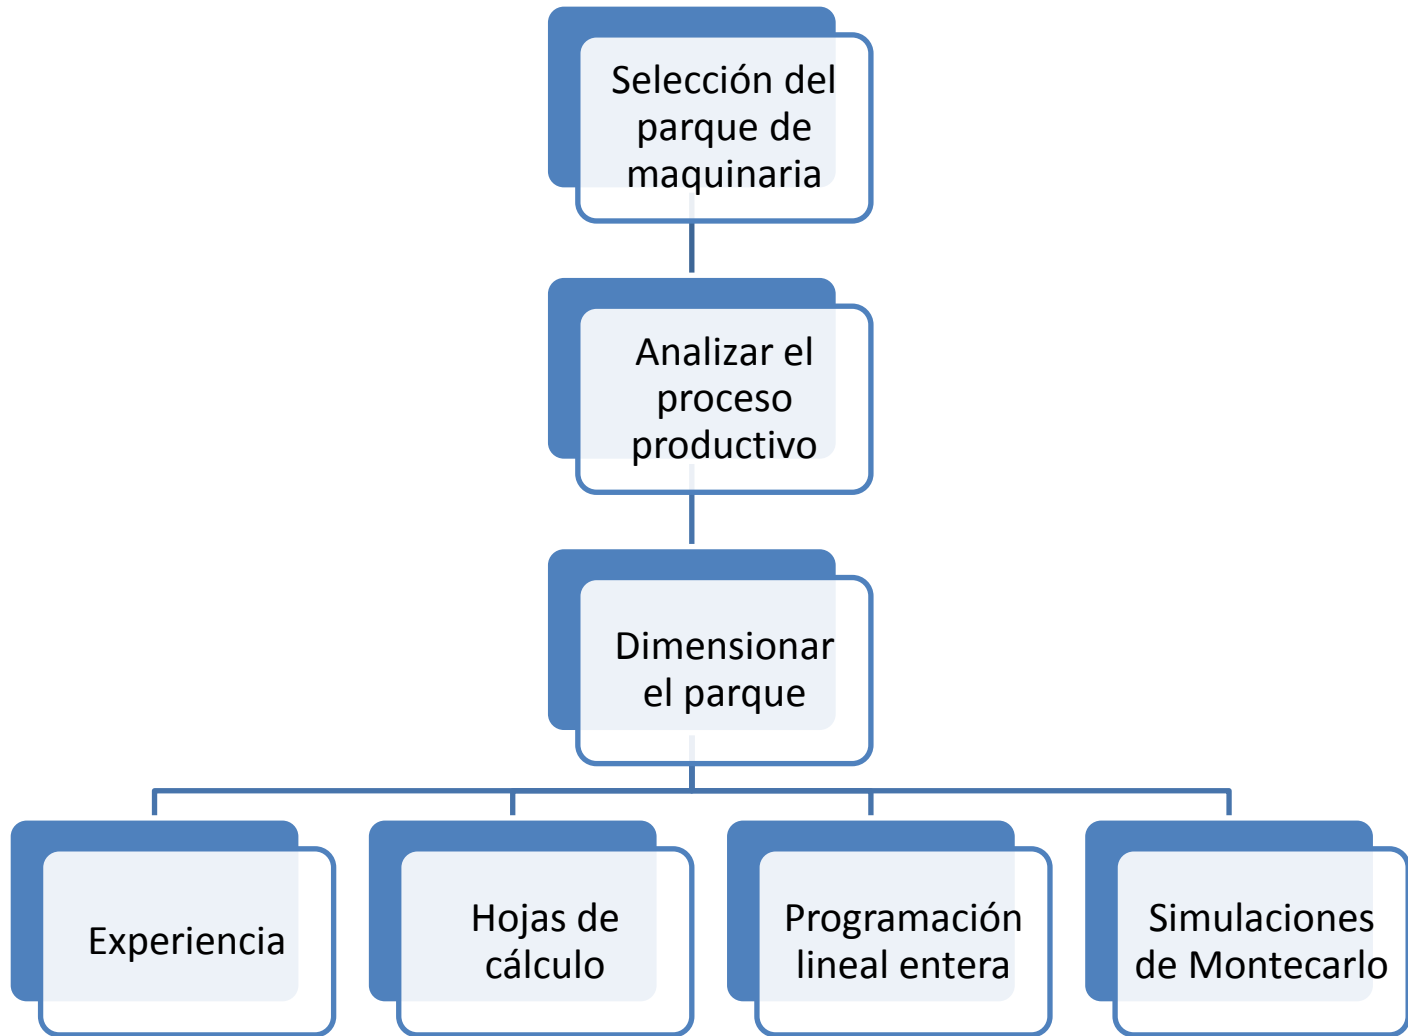 Selección del
parque de
maquinaria
Analizar el
proceso
productivo
Dimensionar
el parque
Experiencia
Hojas de
cálculo
Programación
lineal entera
Simulaciones
de Montecarlo